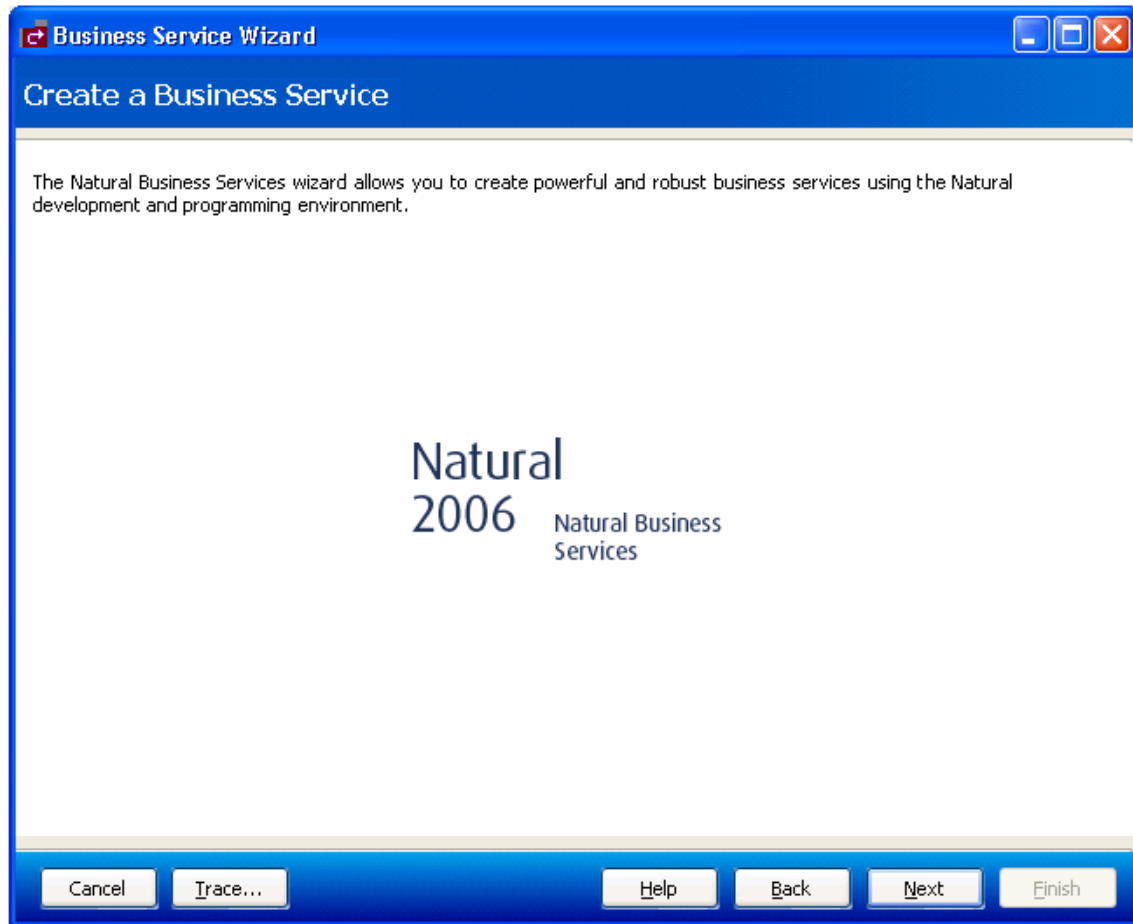 Business Service Wizard
Create a Business Service
The Natural Business Services wizard allows you to create powerful and robust business services using the Natural
development and programming environment.
Natural
2006 Natural Business
Services
Cancel Trace... Help Back Next Finish